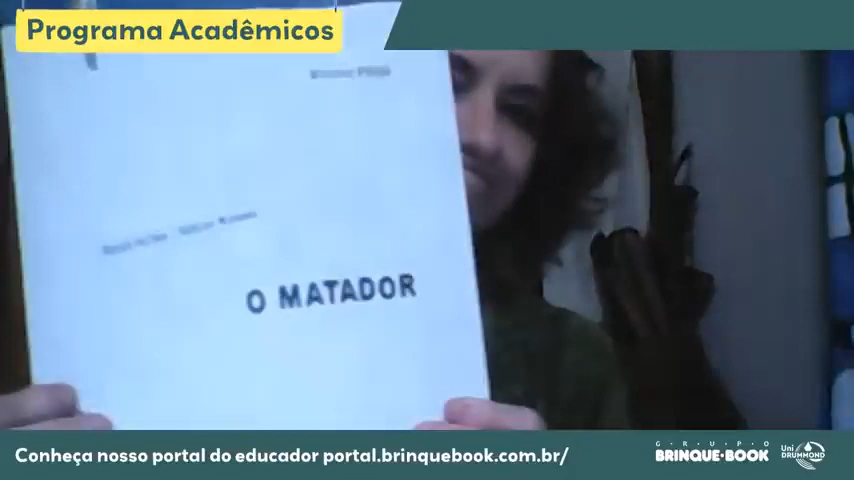 Programa Acadêmicos
O MATADOR
Conheça nosso portal do educador portal.brinquebook.com.br/
GRUPO
BRINQUE-BOOK
Uni
DRUMMOND